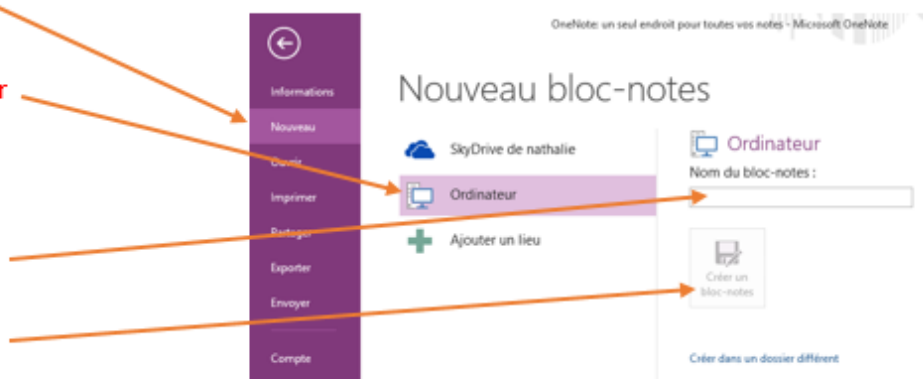 OneNote: un seul endroit pour toutes vos notes - Microsoft OneNote
r
Informations
Nouveau
Ouvrir
Imprimer
Partager
Exporter
Envoyer
Compte
Nouveau bloc-notes
SkyDrive de nathalie
Ordinateur
Ajouter un lieu
Ordinateur
Nom du bloc-notes :
Créer un
bloc-notes
Créer dans un dossier différent